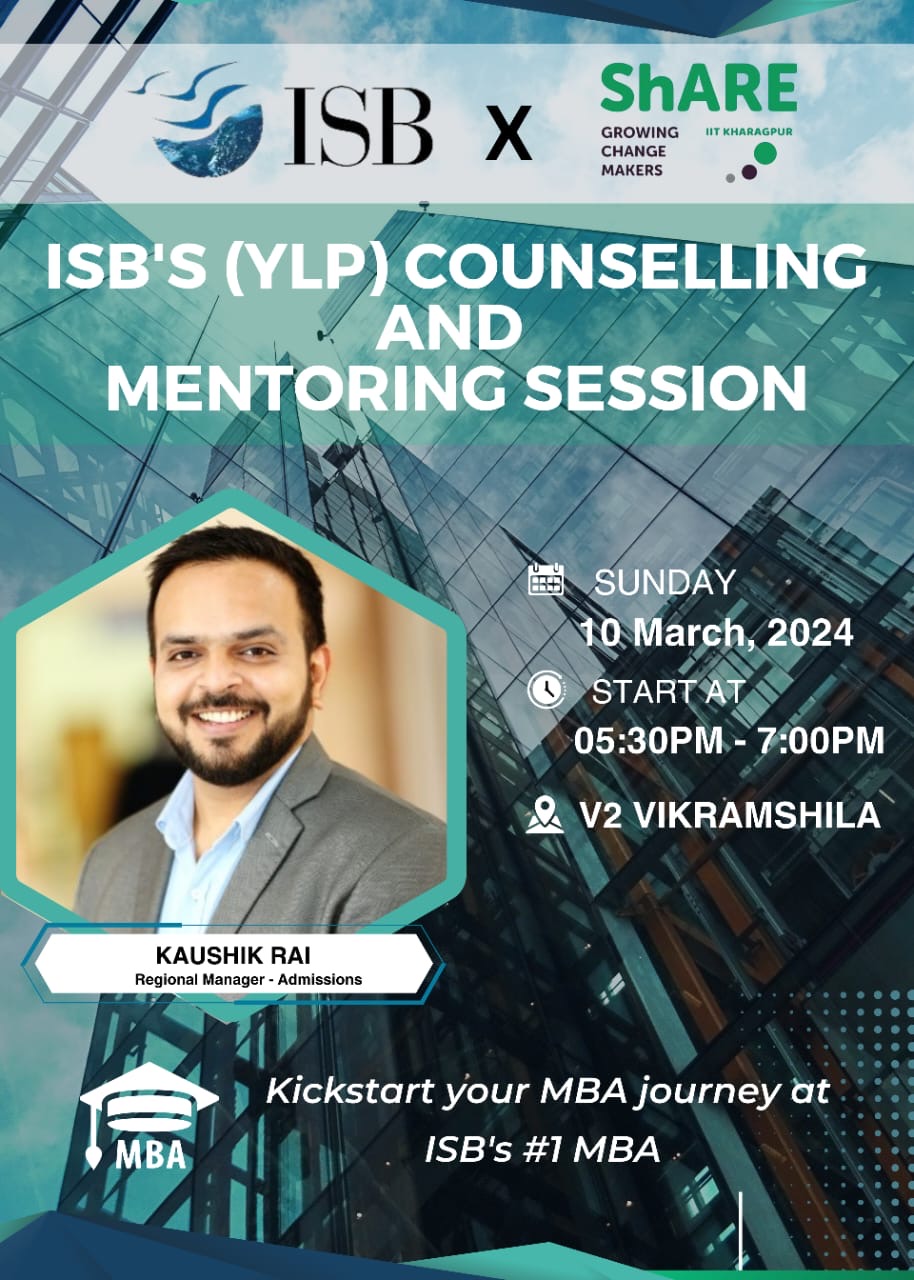 ISB X ShARE
GROWING
CHANGE
MAKERS
IIT KHARAGPUR
ISB'S (YLP) COUNSELLING
AND
MENTORING SESSION
SUNDAY
10 March, 2024
START AT
05:30PM - 7:00PM
V2 VIKRAMSHILA
KAUSHIK RAI
Regional Manager - Admissions
MBA
Kickstart your MBA journey at
ISB's #1 MBA